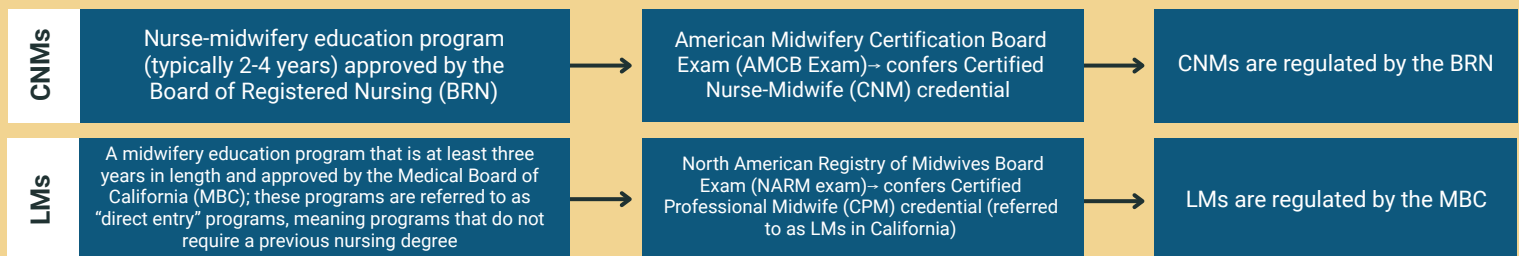 CNMs
Nurse-midwifery education program
(typically 2-4 years) approved by the
Board of Registered Nursing (BRN)
American Midwifery Certification Board
Exam (AMCB Exam)→ confers Certified
Nurse-Midwife (CNM) credential
CNMs are regulated by the BRN
LMs
A midwifery education program that is at least three
years in length and approved by the Medical Board of
California (MBC); these programs are referred to as
“direct entry” programs, meaning programs that do not
require a previous nursing degree
North American Registry of Midwives Board
Exam (NARM exam)→ confers Certified
Professional Midwife (CPM) credential (referred
to as LMs in California)
LMs are regulated by the MBC